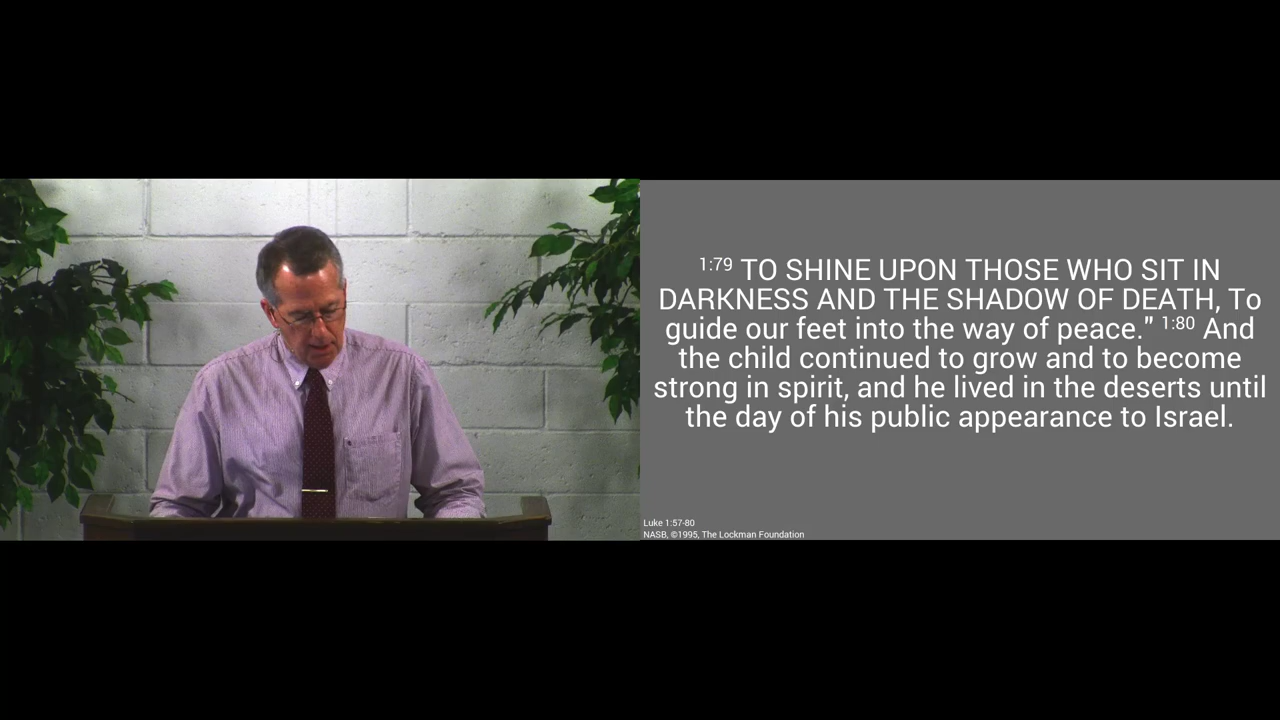 1:79 TO SHINE UPON THOSE WHO SIT IN
DARKNESS AND THE SHADOW OF DEATH, To
guide our feet into the way of peace." 1:80 And
the child continued to grow and to become
strong in spirit, and he lived in the deserts until
the day of his public appearance to Israel.
Luke 1:57-80
NASB, ©1995, The Lockman Foundation